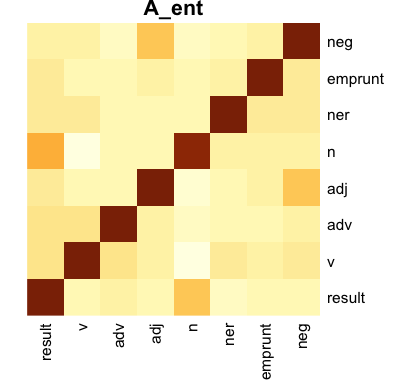 A_ent
neg
emprunt
ner
n
adj
adv
v
result
result
v
adv
adj
n
ner
emprunt
neg